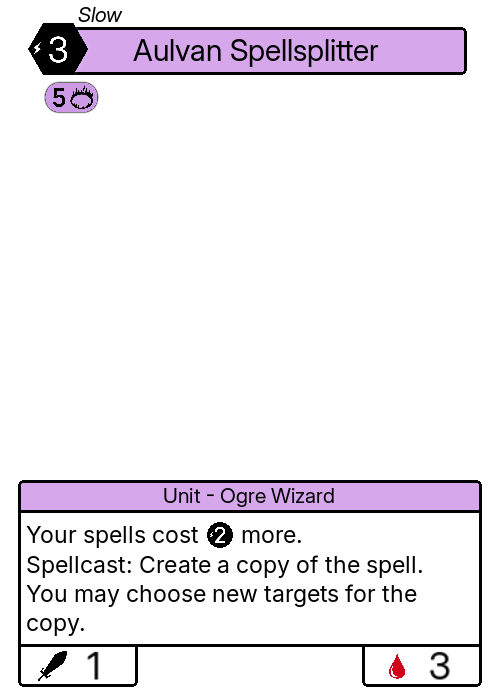 Slow
3 Aulvan Spellsplitter
5
Unit - Ogre Wizard
Your spells cost 2 more.
Spellcast: Create a copy of the spell.
You may choose new targets for the
copy.
1 3